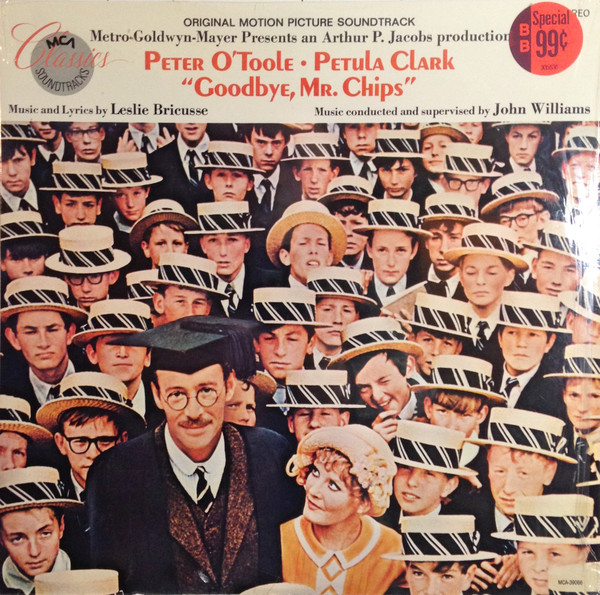 ORIGINAL MOTION PICTURE SOUNDTRACK
REO
Metro-Goldwyn-Mayer Presents an Arthur P. Jacobs production
MCA
Classics
SOUNDTRACKS
B
B
Special
99¢
PETER O'TOOLE · PETULA CLARK
"GOODBYE, MR. CHIPS"
Music and Lyrics by Leslie Bricusse
Music conducted and supervised by John Williams